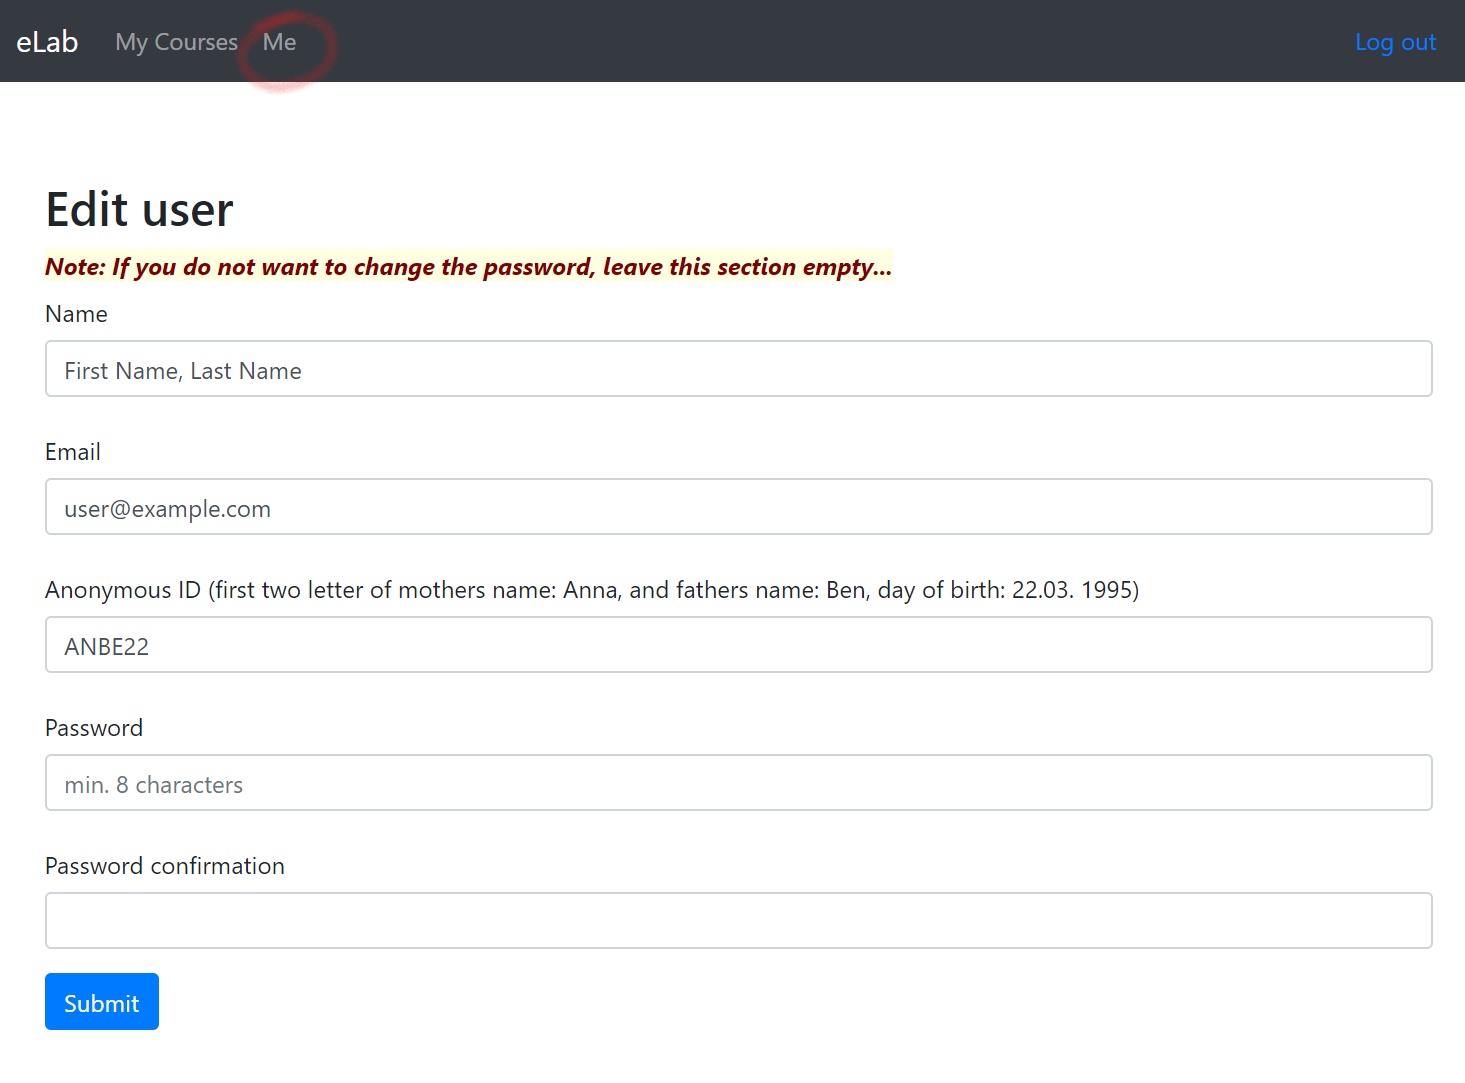 eLab My Courses Me Log out
Edit user
Note: If you do not want to change the password, leave this section empty...
Name
First Name, Last Name
Email
user@example.com
Anonymous ID (first two letter of mothers name: Anna, and fathers name: Ben, day of birth: 22.03. 1995)
ANBE22
Password
min. 8 characters
Password confirmation
Submit